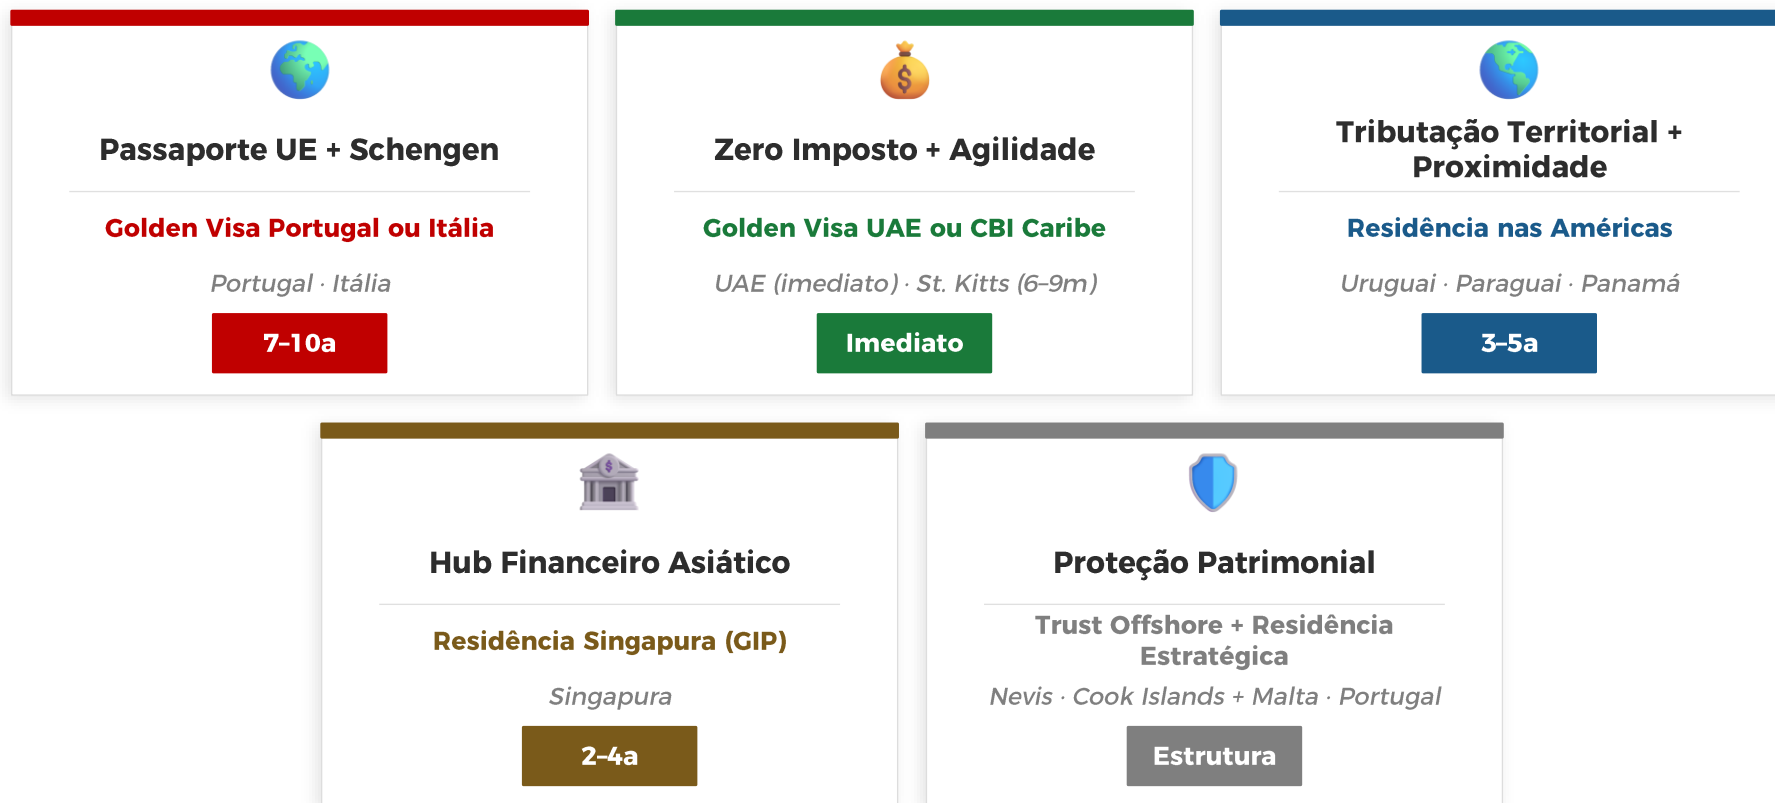 Passaporte UE + Schengen
Golden Visa Portugal ou Itália
Portugal · Itália
7–10a
Zero Imposto + Agilidade
Golden Visa UAE ou CBI Caribe
UAE (imediato) · St. Kitts (6–9m)
Imediato
Tributação Territorial +
Proximidade
Residência nas Américas
Uruguai · Paraguai · Panamá
3–5a
Hub Financeiro Asiático
Residência Singapura (GIP)
Singapura
2–4a
Proteção Patrimonial
Trust Offshore + Residência
Estratégica
Nevis · Cook Islands + Malta · Portugal
Estrutura